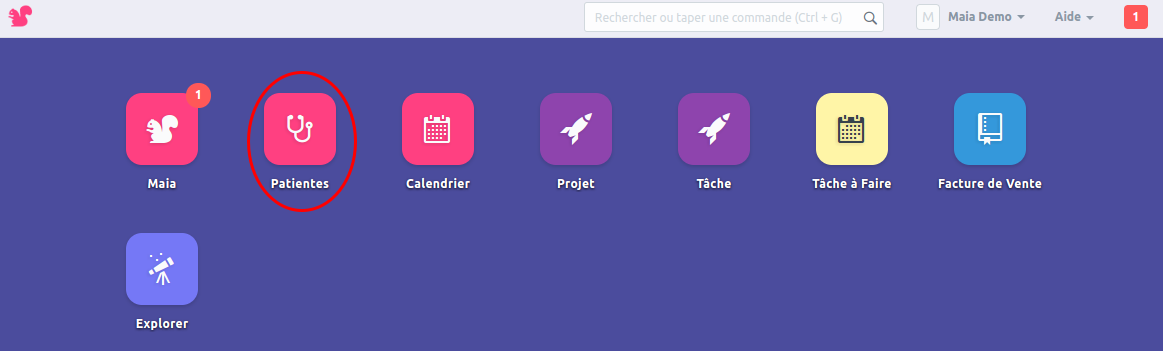 Rechercher ou taper une commande (Ctrl + G)
M Maia Demo Aide 1
1
Maia Patientes Calendrier Projet Tâche Tâche à Faire Facture de Vente
Explorer